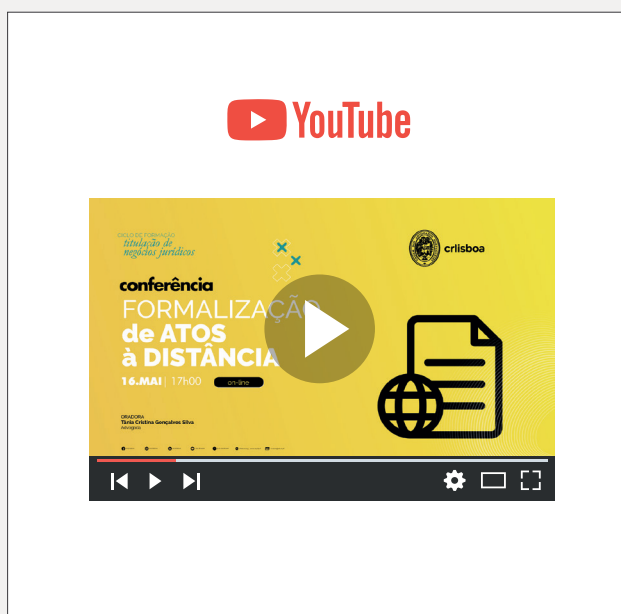 YouTube
CICLO DE FORMAÇÃO
titulação de
negócios jurídicos
crlisboa
conferência
FORMALIZAÇÃO
de ATOS
à DISTÂNCIA
16.MAI | 17h00 on-line
ORADORA
Tânia Cristina Gonçalves Silva